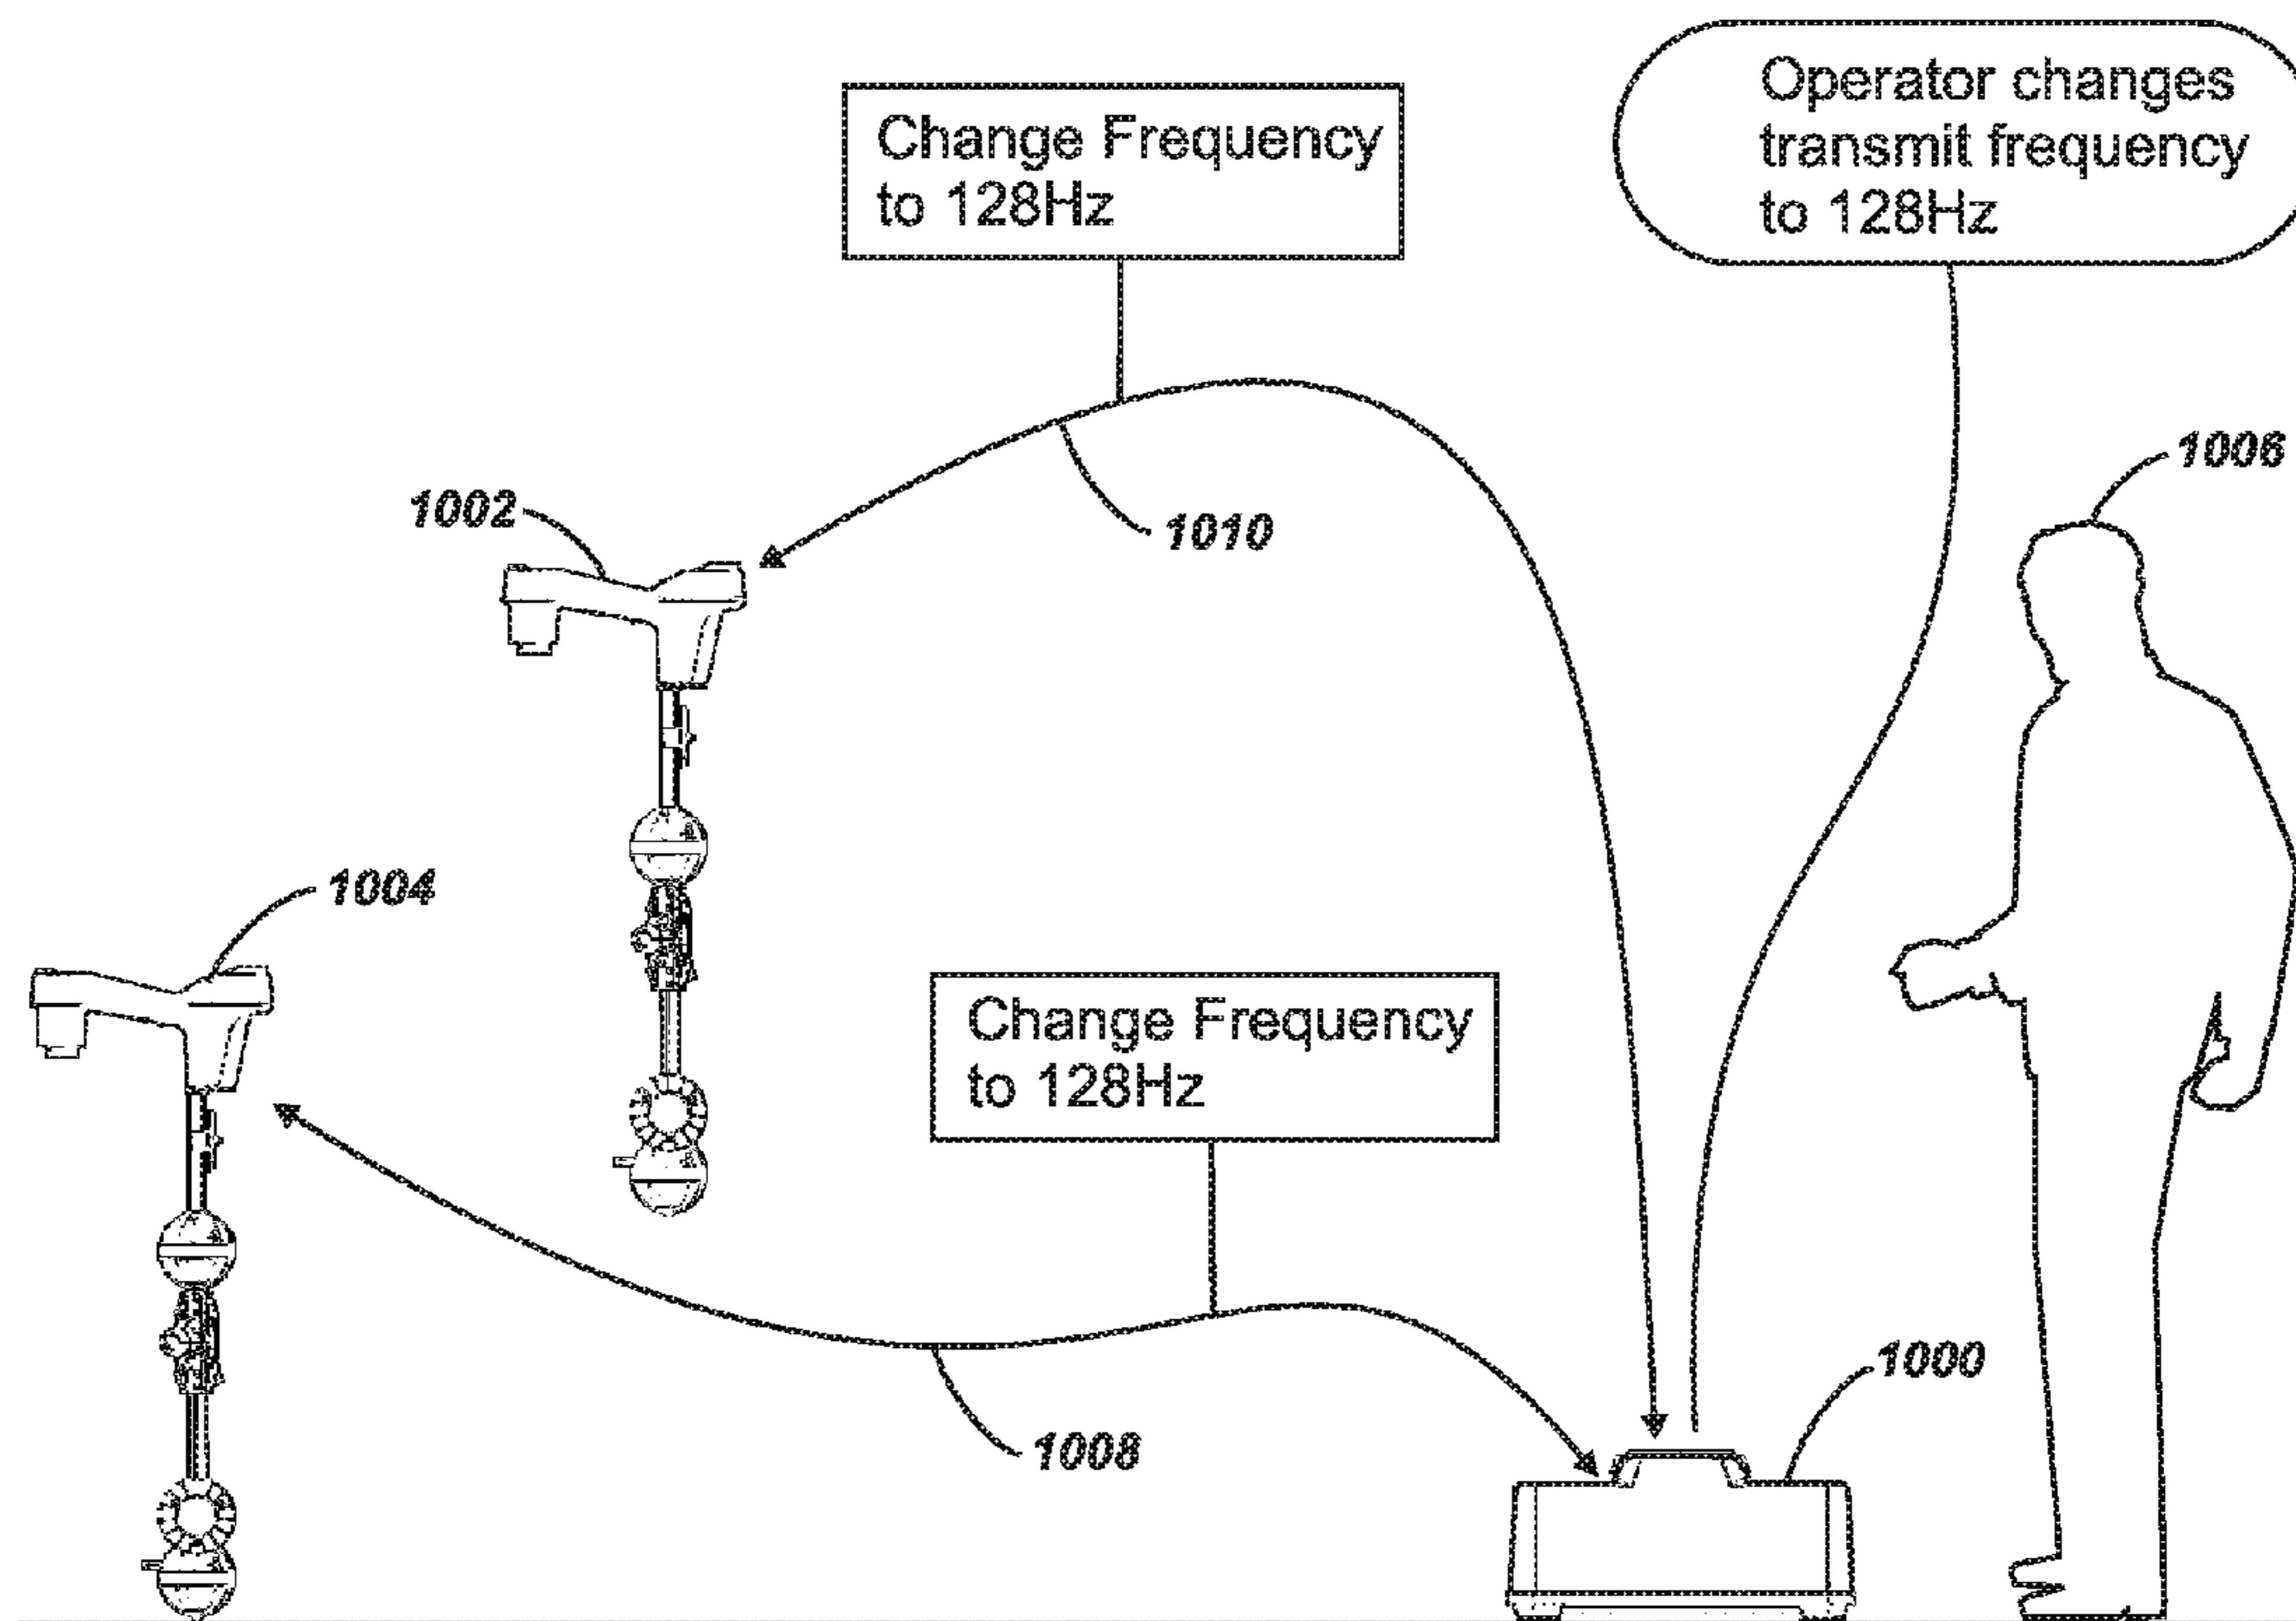 Change Frequency
to 128Hz
Operator changes
transmit frequency
to 128Hz
1006
1002
1010
1004
Change Frequency
to 128Hz
1000
1008